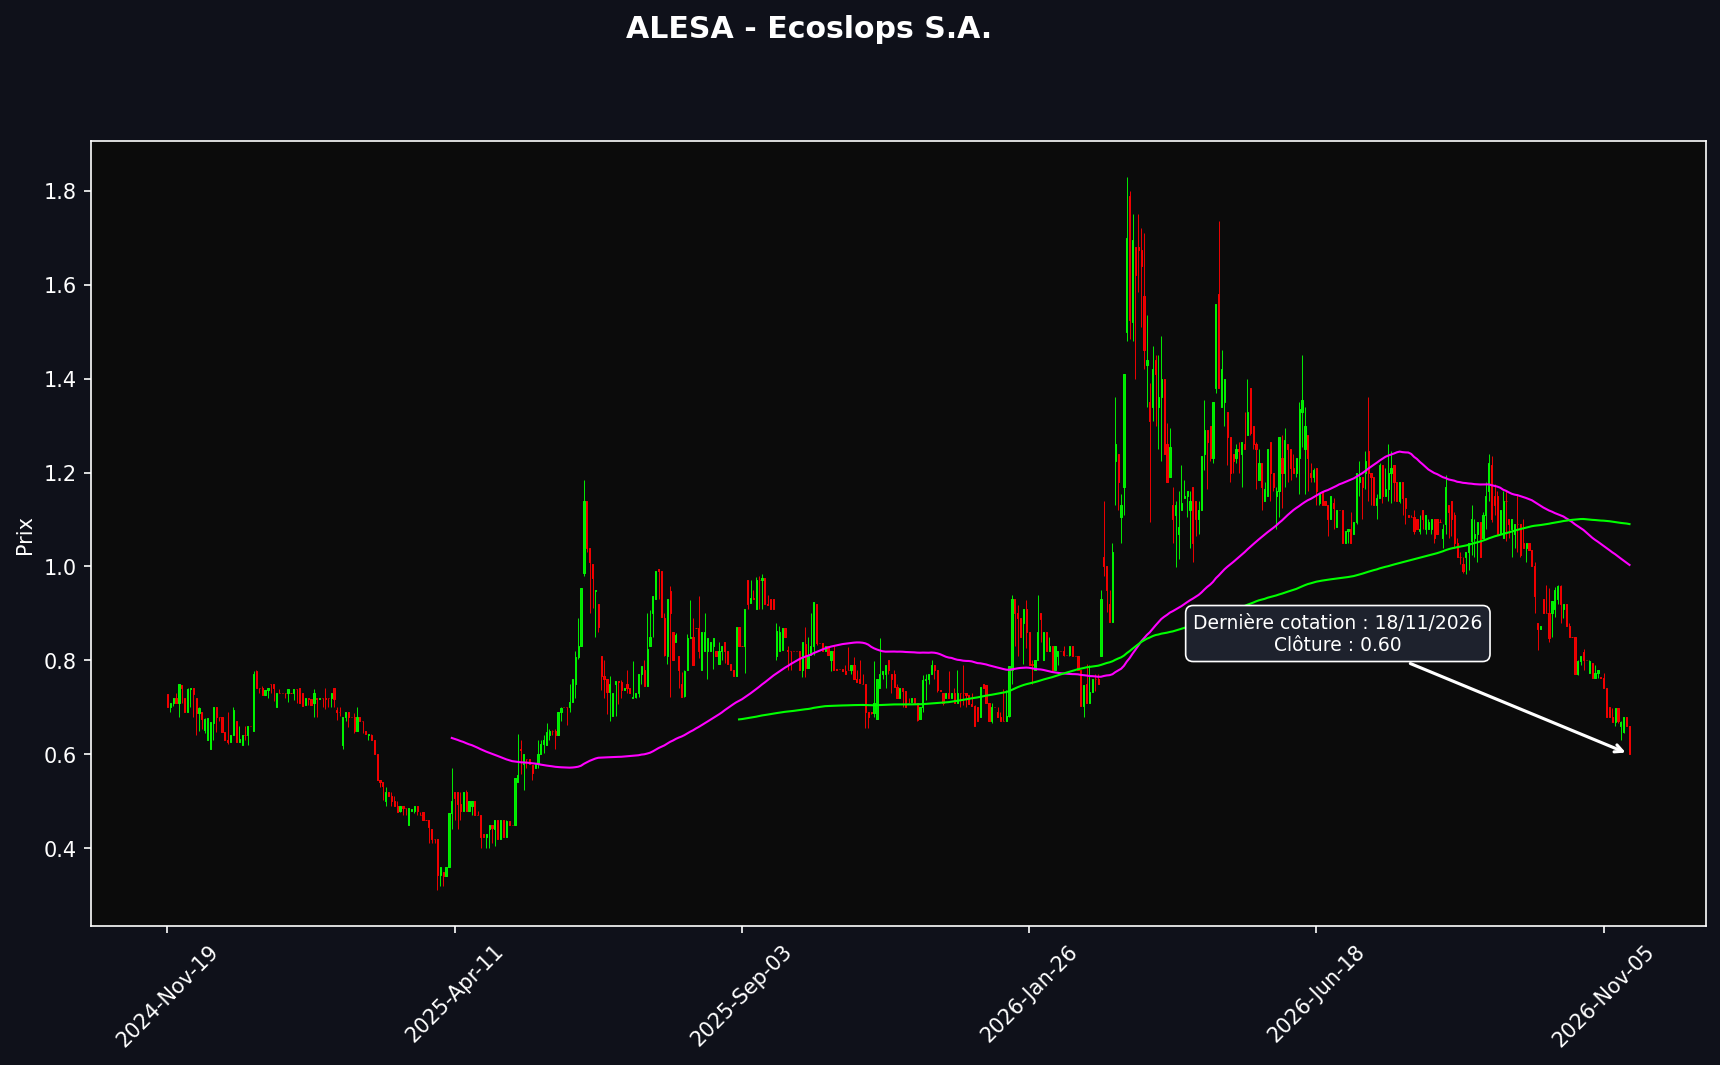 ALESA - Ecoslops S.A.
Prix
1.8
1.6
1.4
1.2
1.0
0.8
0.6
0.4
Dernière cotation : 18/11/2026
Clôture : 0.60
2024-Nov-19
2025-Apr-11
2025-Sep-03
2026-Jan-26
2026-Jun-18
2026-Nov-05